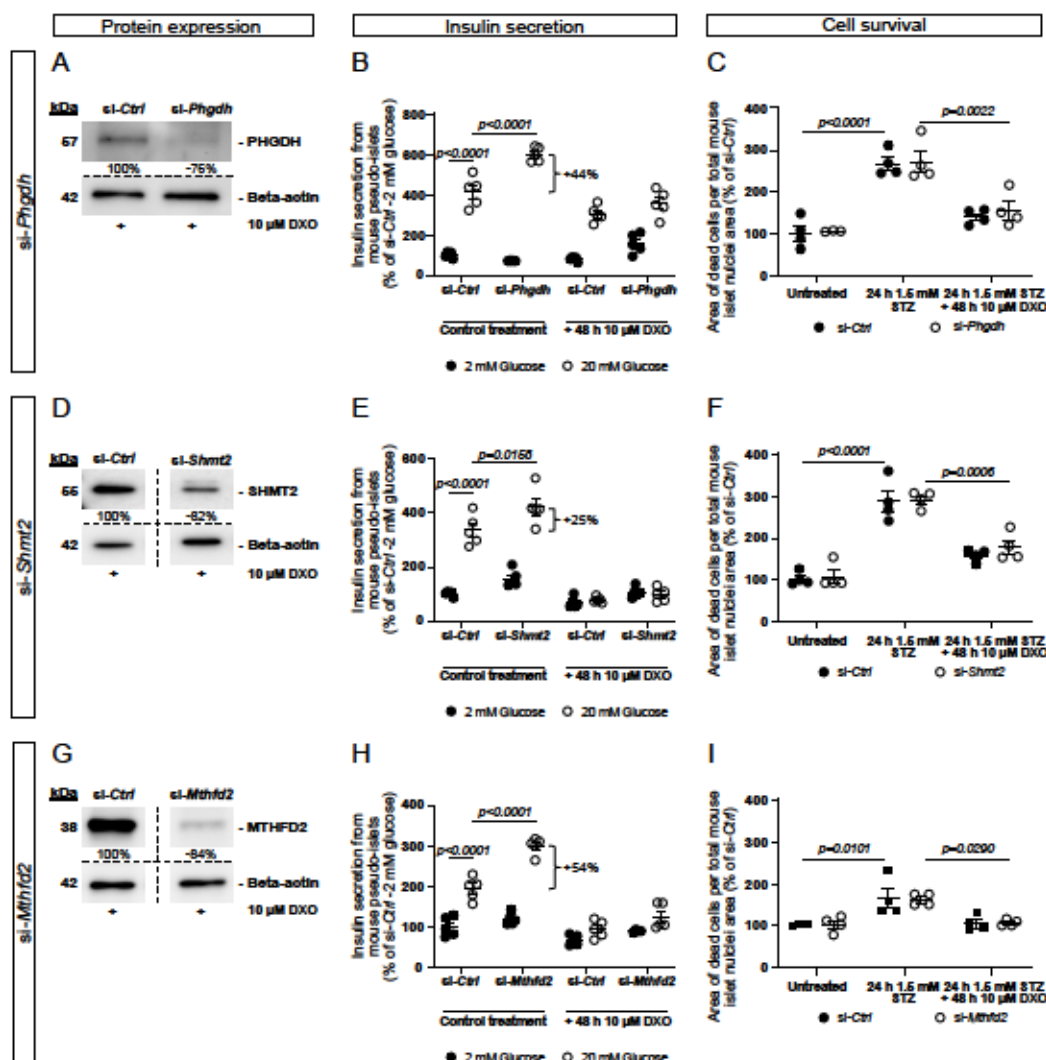 Protein expression
Insulin secretion
Cell survival
si-Phgdh
A
kDa
si-Ctrl si-Phgdh
57
- PHGDH
100% -75%
42
- Beta-actin
+ + 10 µM DXO
B
Insulin secretion from
mouse pseudo-islets
(% of si-Ctrl -2 mM glucose)
800
600
400
200
0
p<0.0001
p<0.0001
+44%
si-Ctrl si-Phgdh si-Ctrl si-Phgdh
Control treatment + 48 h 10 µM DXO
2 mM Glucose 20 mM Glucose
C
Area of dead cells per total mouse
islet nulclei area (% of si-Ctrl)
400
300
200
100
0
p<0.0001
p=0.0022
Untreated 24 h 1.5 mM 24 h 1.5 mM STZ
STZ + 48 h 10 µM DXO
si-Ctrl si-Phgdh
si-Shmt2
D
kDa
si-Ctrl si-Shmt2
55
- SHMT2
100% -62%
42
- Beta-actin
+ + 10 µM DXO
E
Insulin secretion from
mouse pseudo-islets
(% of si-Ctrl -2 mM glucose)
800
600
400
200
0
p=0.0156
p<0.0001
+25%
si-Ctrl si-Shmt2 si-Ctrl si-Shmt2
Control treatment + 48 h 10 µM DXO
2 mM Glucose 20 mM Glucose
F
Area of dead cells per total mouse
islet nulclei area (% of si-Ctrl)
400
300
200
100
0
p<0.0001
p=0.0006
Untreated 24 h 1.5 mM 24 h 1.5 mM STZ
STZ + 48 h 10 µM DXO
si-Ctrl si-Shmt2
si-Mthfd2
G
kDa
si-Ctrl si-Mthfd2
38
- MTHFD2
100% -84%
42
- Beta-actin
+ + 10 µM DXO
H
Insulin secretion from
mouse pseudo-islets
(% of si-Ctrl -2 mM glucose)
400
300
200
100
0
p<0.0001
p<0.0001
+54%
si-Ctrl si-Mthfd2 si-Ctrl si-Mthfd2
Control treatment + 48 h 10 µM DXO
2 mM Glucose 20 mM Glucose
I
Area of dead cells per total mouse
islet nulclei area (% of si-Ctrl)
400
300
200
100
0
p=0.0101
p=0.0290
Untreated 24 h 1.5 mM 24 h 1.5 mM STZ
STZ + 48 h 10 µM DXO
si-Ctrl si-Mthfd2